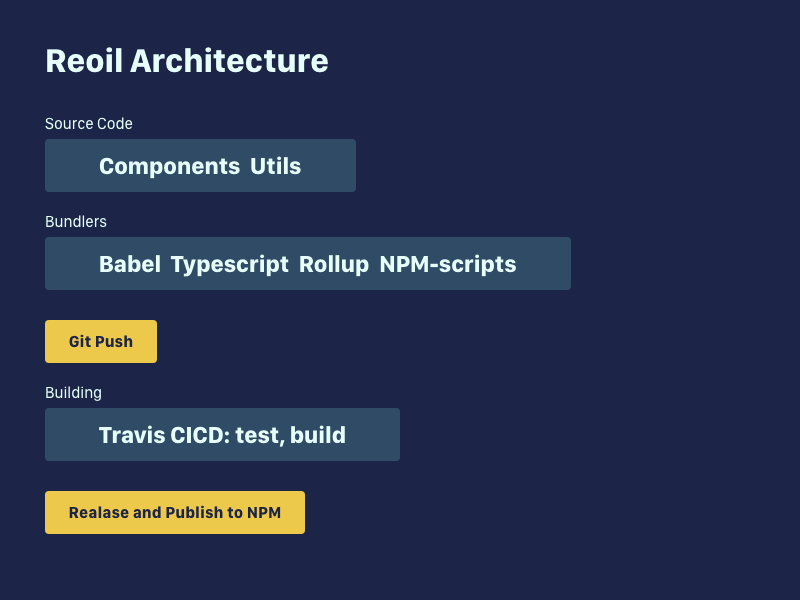 Reoil Architecture
Source Code
Components Utils
Bundlers
Babel Typescript Rollup NPM-scripts
Git Push
Building
Travis CICD: test, build
Realase and Publish to NPM